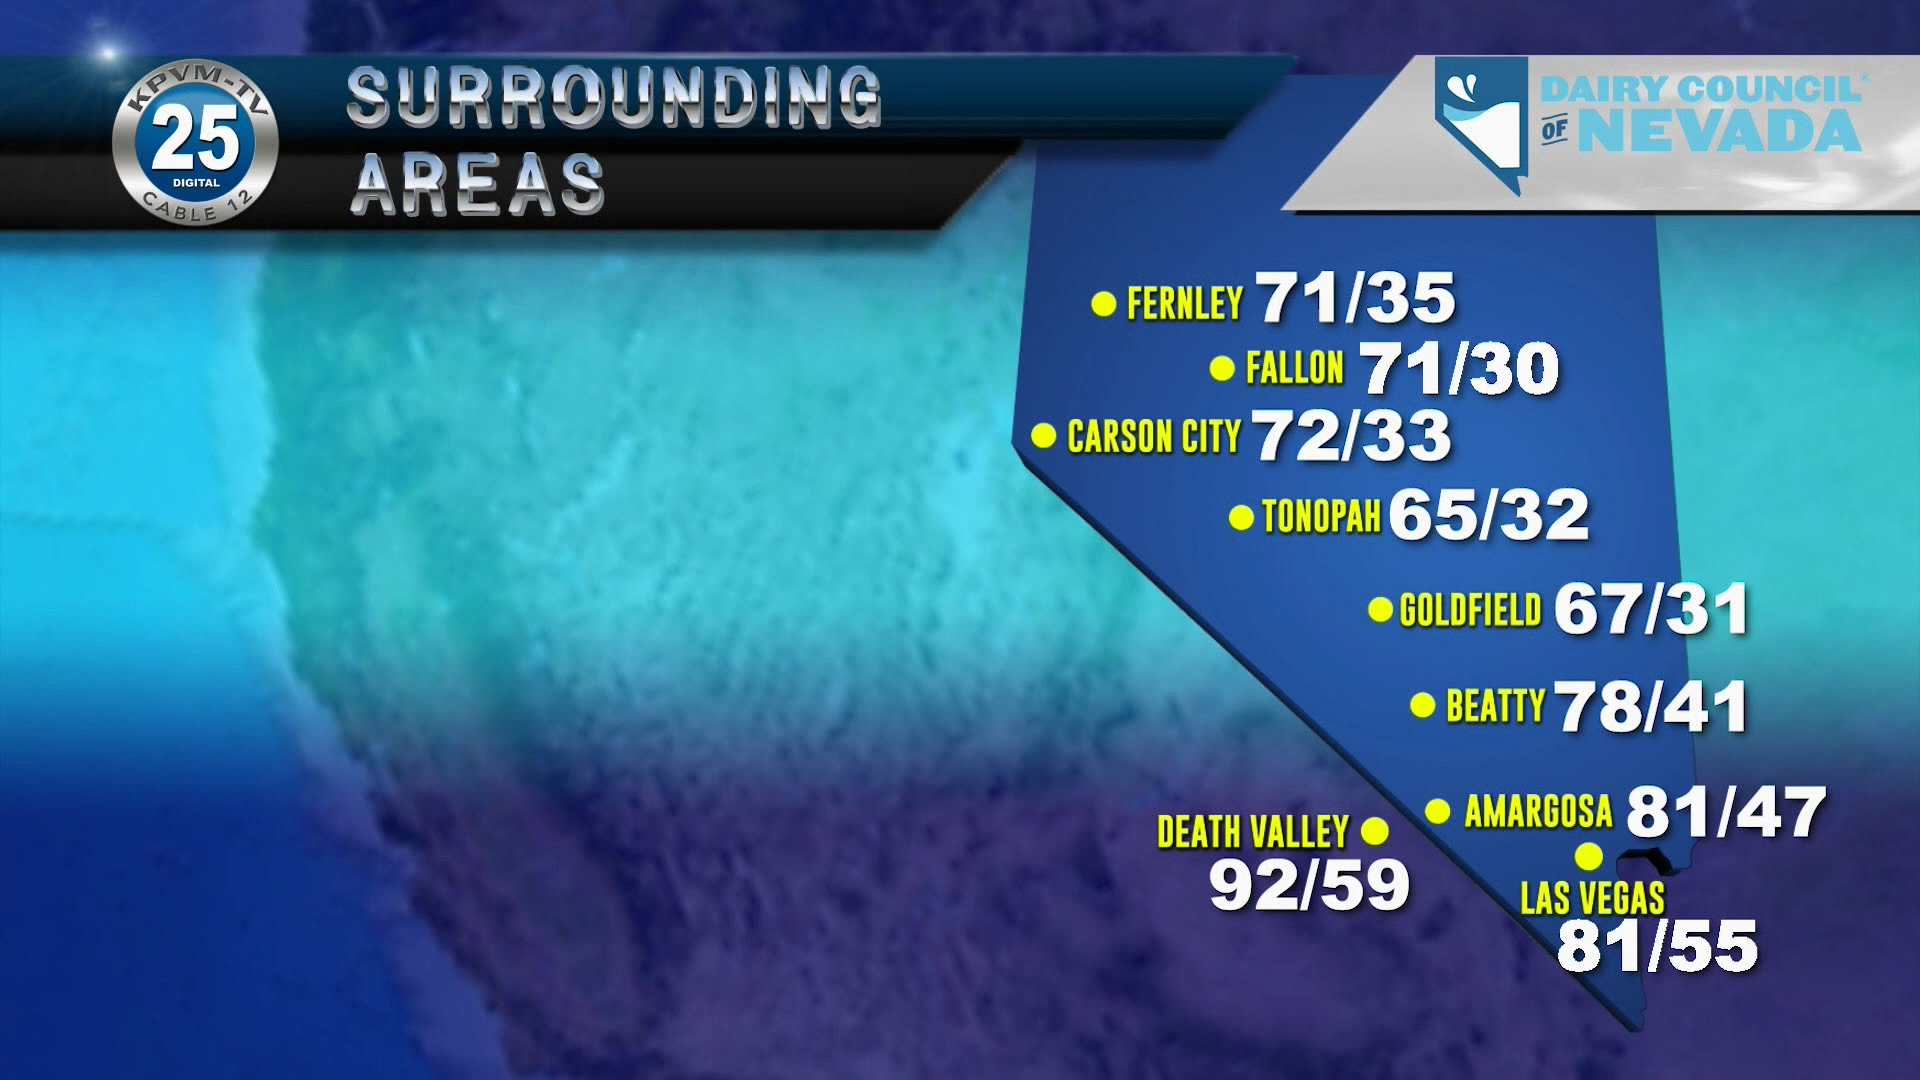 KPVM-TV
25
DIGITAL
CABLE 12
SURROUNDING
AREAS
DAIRY COUNCIL®
OF NEVADA
FERNLEY 71/35
FALLON 71/30
CARSON CITY 72/33
TONOPAH 65/32
GOLDFIELD 67/31
BEATTY 78/41
AMARGOSA 81/47
DEATH VALLEY
92/59
LAS VEGAS
81/55